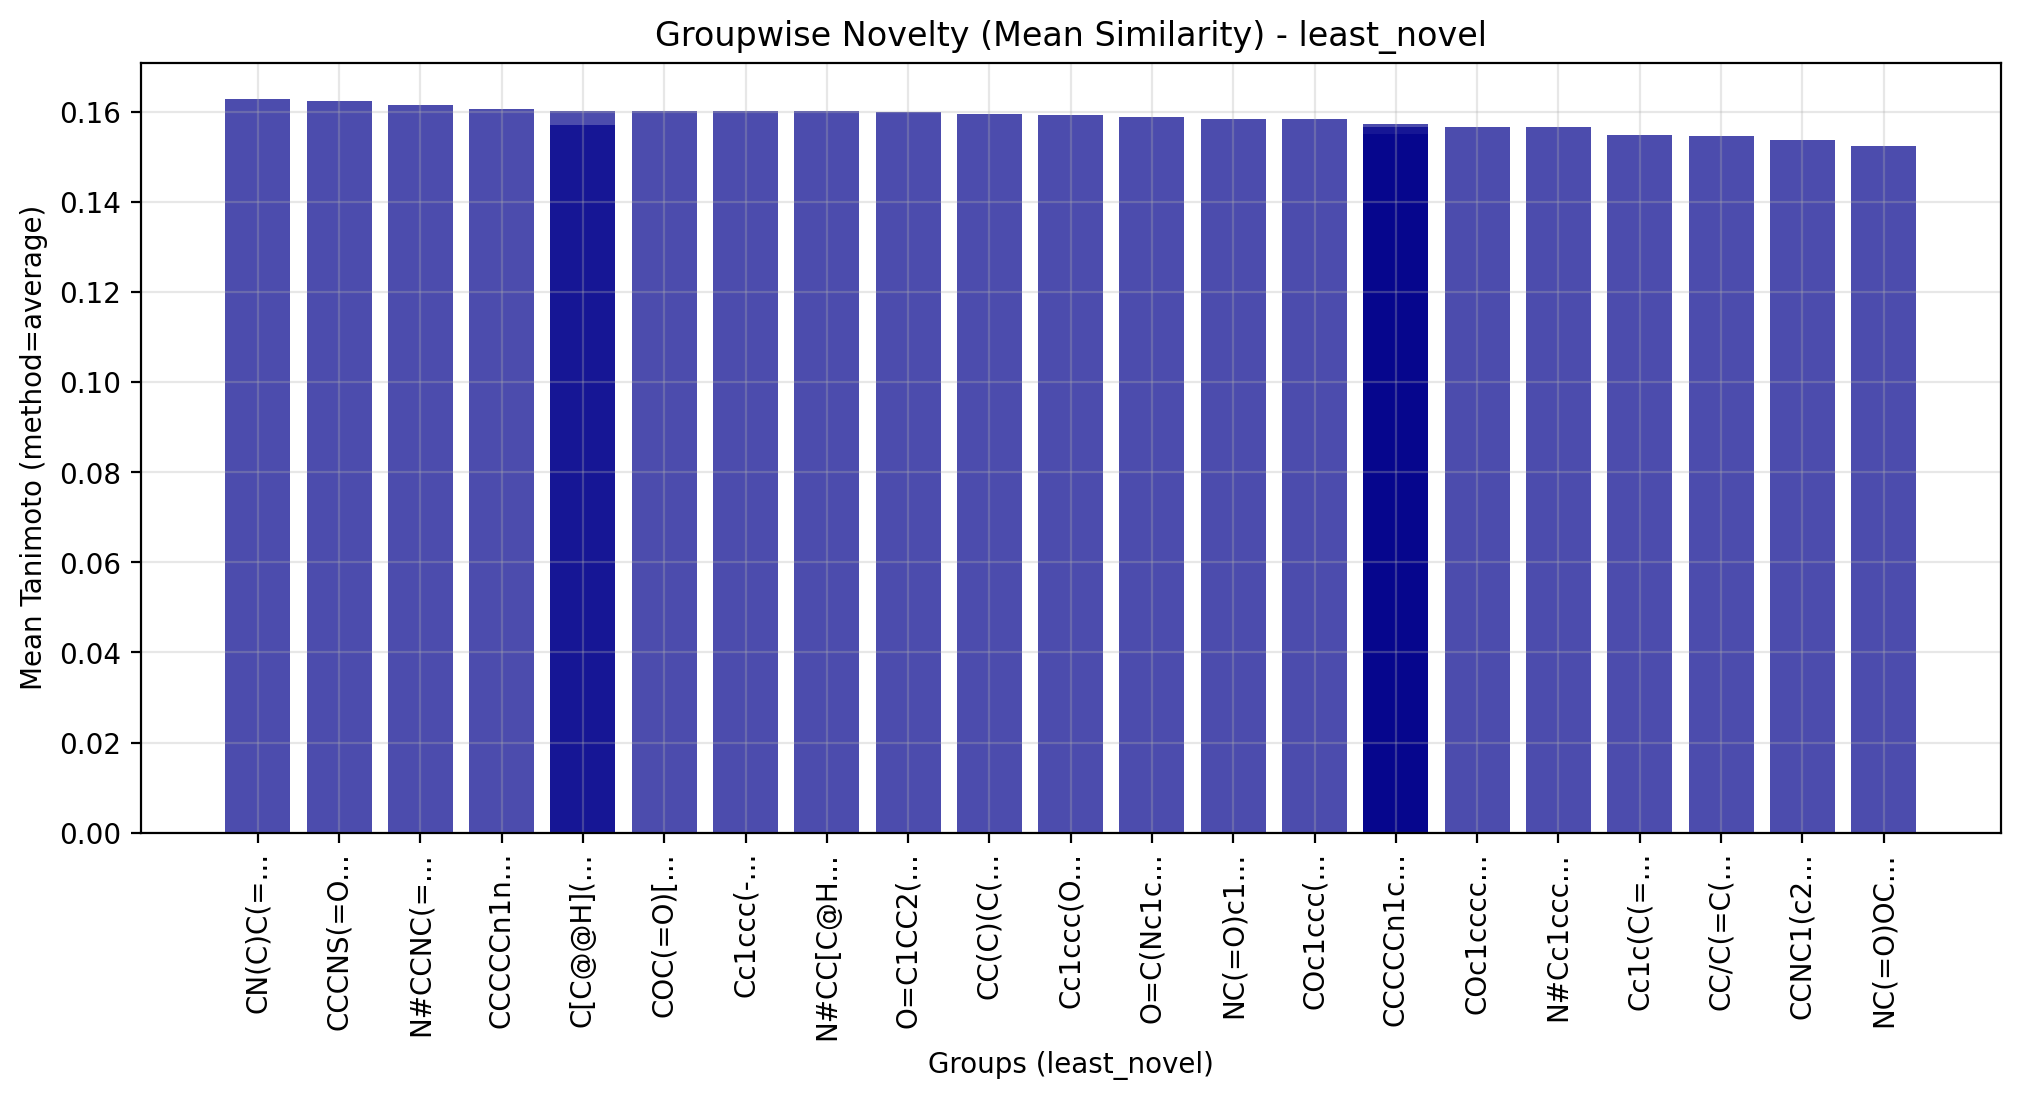 Groupwise Novelty (Mean Similarity) - least_novel
Mean Tanimoto (method=average)
0.16
0.14
0.12
0.10
0.08
0.06
0.04
0.02
0.00
CN(C)C(=...
CCCNS(=O...
N#CCNC(=...
CCCCCn1n...
C[C@@H](...
COC(=O)[...
Cc1ccc(-...
N#CC[C@H...
O=C1CC2(...
CC(C)(C(...
Cc1ccc(O...
O=C(Nc1c...
NC(=O)c1...
COc1ccc(...
CCCCCn1c...
COc1cccc...
N#Cc1ccc...
Cc1c(C(=...
CC/C(=C(...
CCNC1(c2...
NC(=O)OC...
Groups (least_novel)